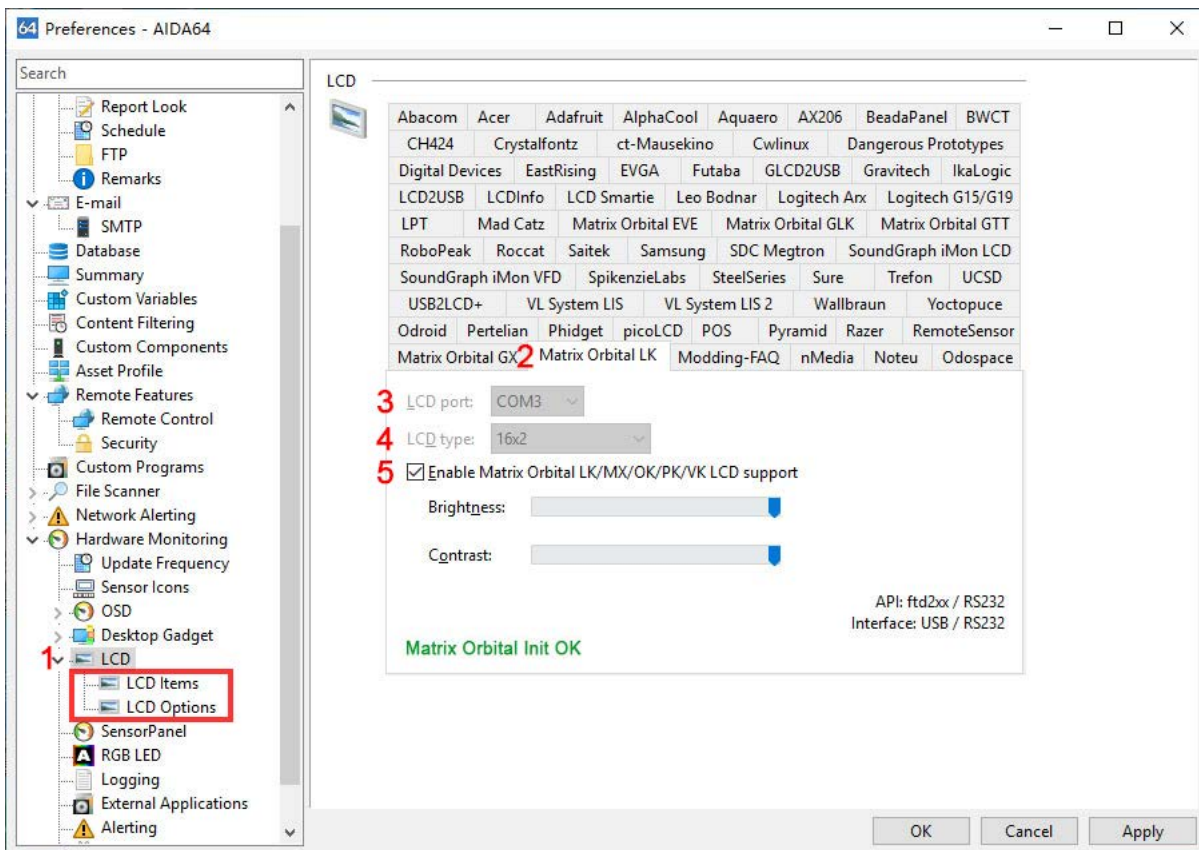 64 Preferences - AIDA64
Search
Report Look
Schedule
FTP
Remarks
E-mail
SMTP
Database
Summary
Custom Variables
Content Filtering
Custom Components
Asset Profile
Remote Features
Remote Control
Security
Custom Programs
File Scanner
Network Alerting
Hardware Monitoring
Update Frequency
Sensor Icons
OSD
Desktop Gadget
1 LCD
LCD Items
LCD Options
SensorPanel
RGB LED
Logging
External Applications
Alerting
LCD
Abacom Acer Adafruit AlphaCool Aquaero AX206 BeadaPanel BWCT
CH424 Crystalfontz ct-Mausekino Cwlinux Dangerous Prototypes
Digital Devices EastRising EVGA Futaba GLCD2USB Gravitech IkaLogic
LCD2USB LCDInfo LCD Smartie Leo Bodnar Logitech Arx Logitech G15/G19
LPT Mad Catz Matrix Orbital EVE Matrix Orbital GLK Matrix Orbital GTT
RoboPeak Roccat Saitek Samsung SDC Megtron SoundGraph iMon LCD
SoundGraph iMon VFD SpikenzieLabs SteelSeries Sure Trefon UCSD
USB2LCD+ VL System LIS VL System LIS 2 Wallbraun Yoctopuce
Odroid Pertelian Phidget picoLCD POS Pyramid Razer RemoteSensor
Matrix Orbital GX 2 Matrix Orbital LK Modding-FAQ nMedia Noteu Odospace
3 LCD port: COM3
4 LCD type: 16x2
5 Enable Matrix Orbital LK/MX/OK/PK/VK LCD support
Brightness:
Contrast:
API: ftd2xx / RS232
Interface: USB / RS232
Matrix Orbital Init OK
OK Cancel Apply